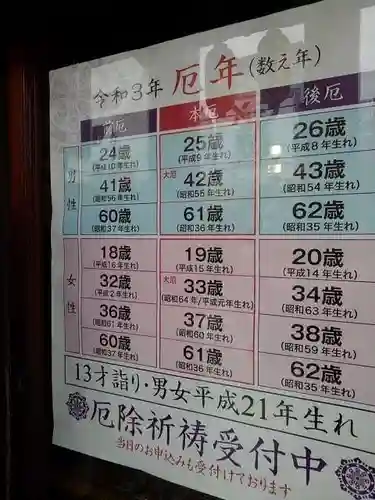 令和3年 厄年(数え年)
前厄 本厄 後厄
男性
24歳 (平成10年生れ) 25歳 (平成9年生れ) 26歳 (平成8年生れ)
41歳 (昭和56年生れ) 大厄 42歳 (昭和55年生れ) 43歳 (昭和54年生れ)
60歳 (昭和37年生れ) 61歳 (昭和36年生れ) 62歳 (昭和35年生れ)
女性
18歳 (平成16年生れ) 19歳 (平成15年生れ) 20歳 (平成14年生れ)
32歳 (平成2年生れ) 大厄 33歳 (昭和64年/平成元年生れ) 34歳 (昭和63年生れ)
36歳 (昭和61年生れ) 37歳 (昭和60年生れ) 38歳 (昭和59年生れ)
60歳 (昭和37年生れ) 61歳 (昭和36年生れ) 62歳 (昭和35年生れ)
13才詣り・男女平成21年生れ
厄除祈祷受付中
当日のお申込みも受付けております